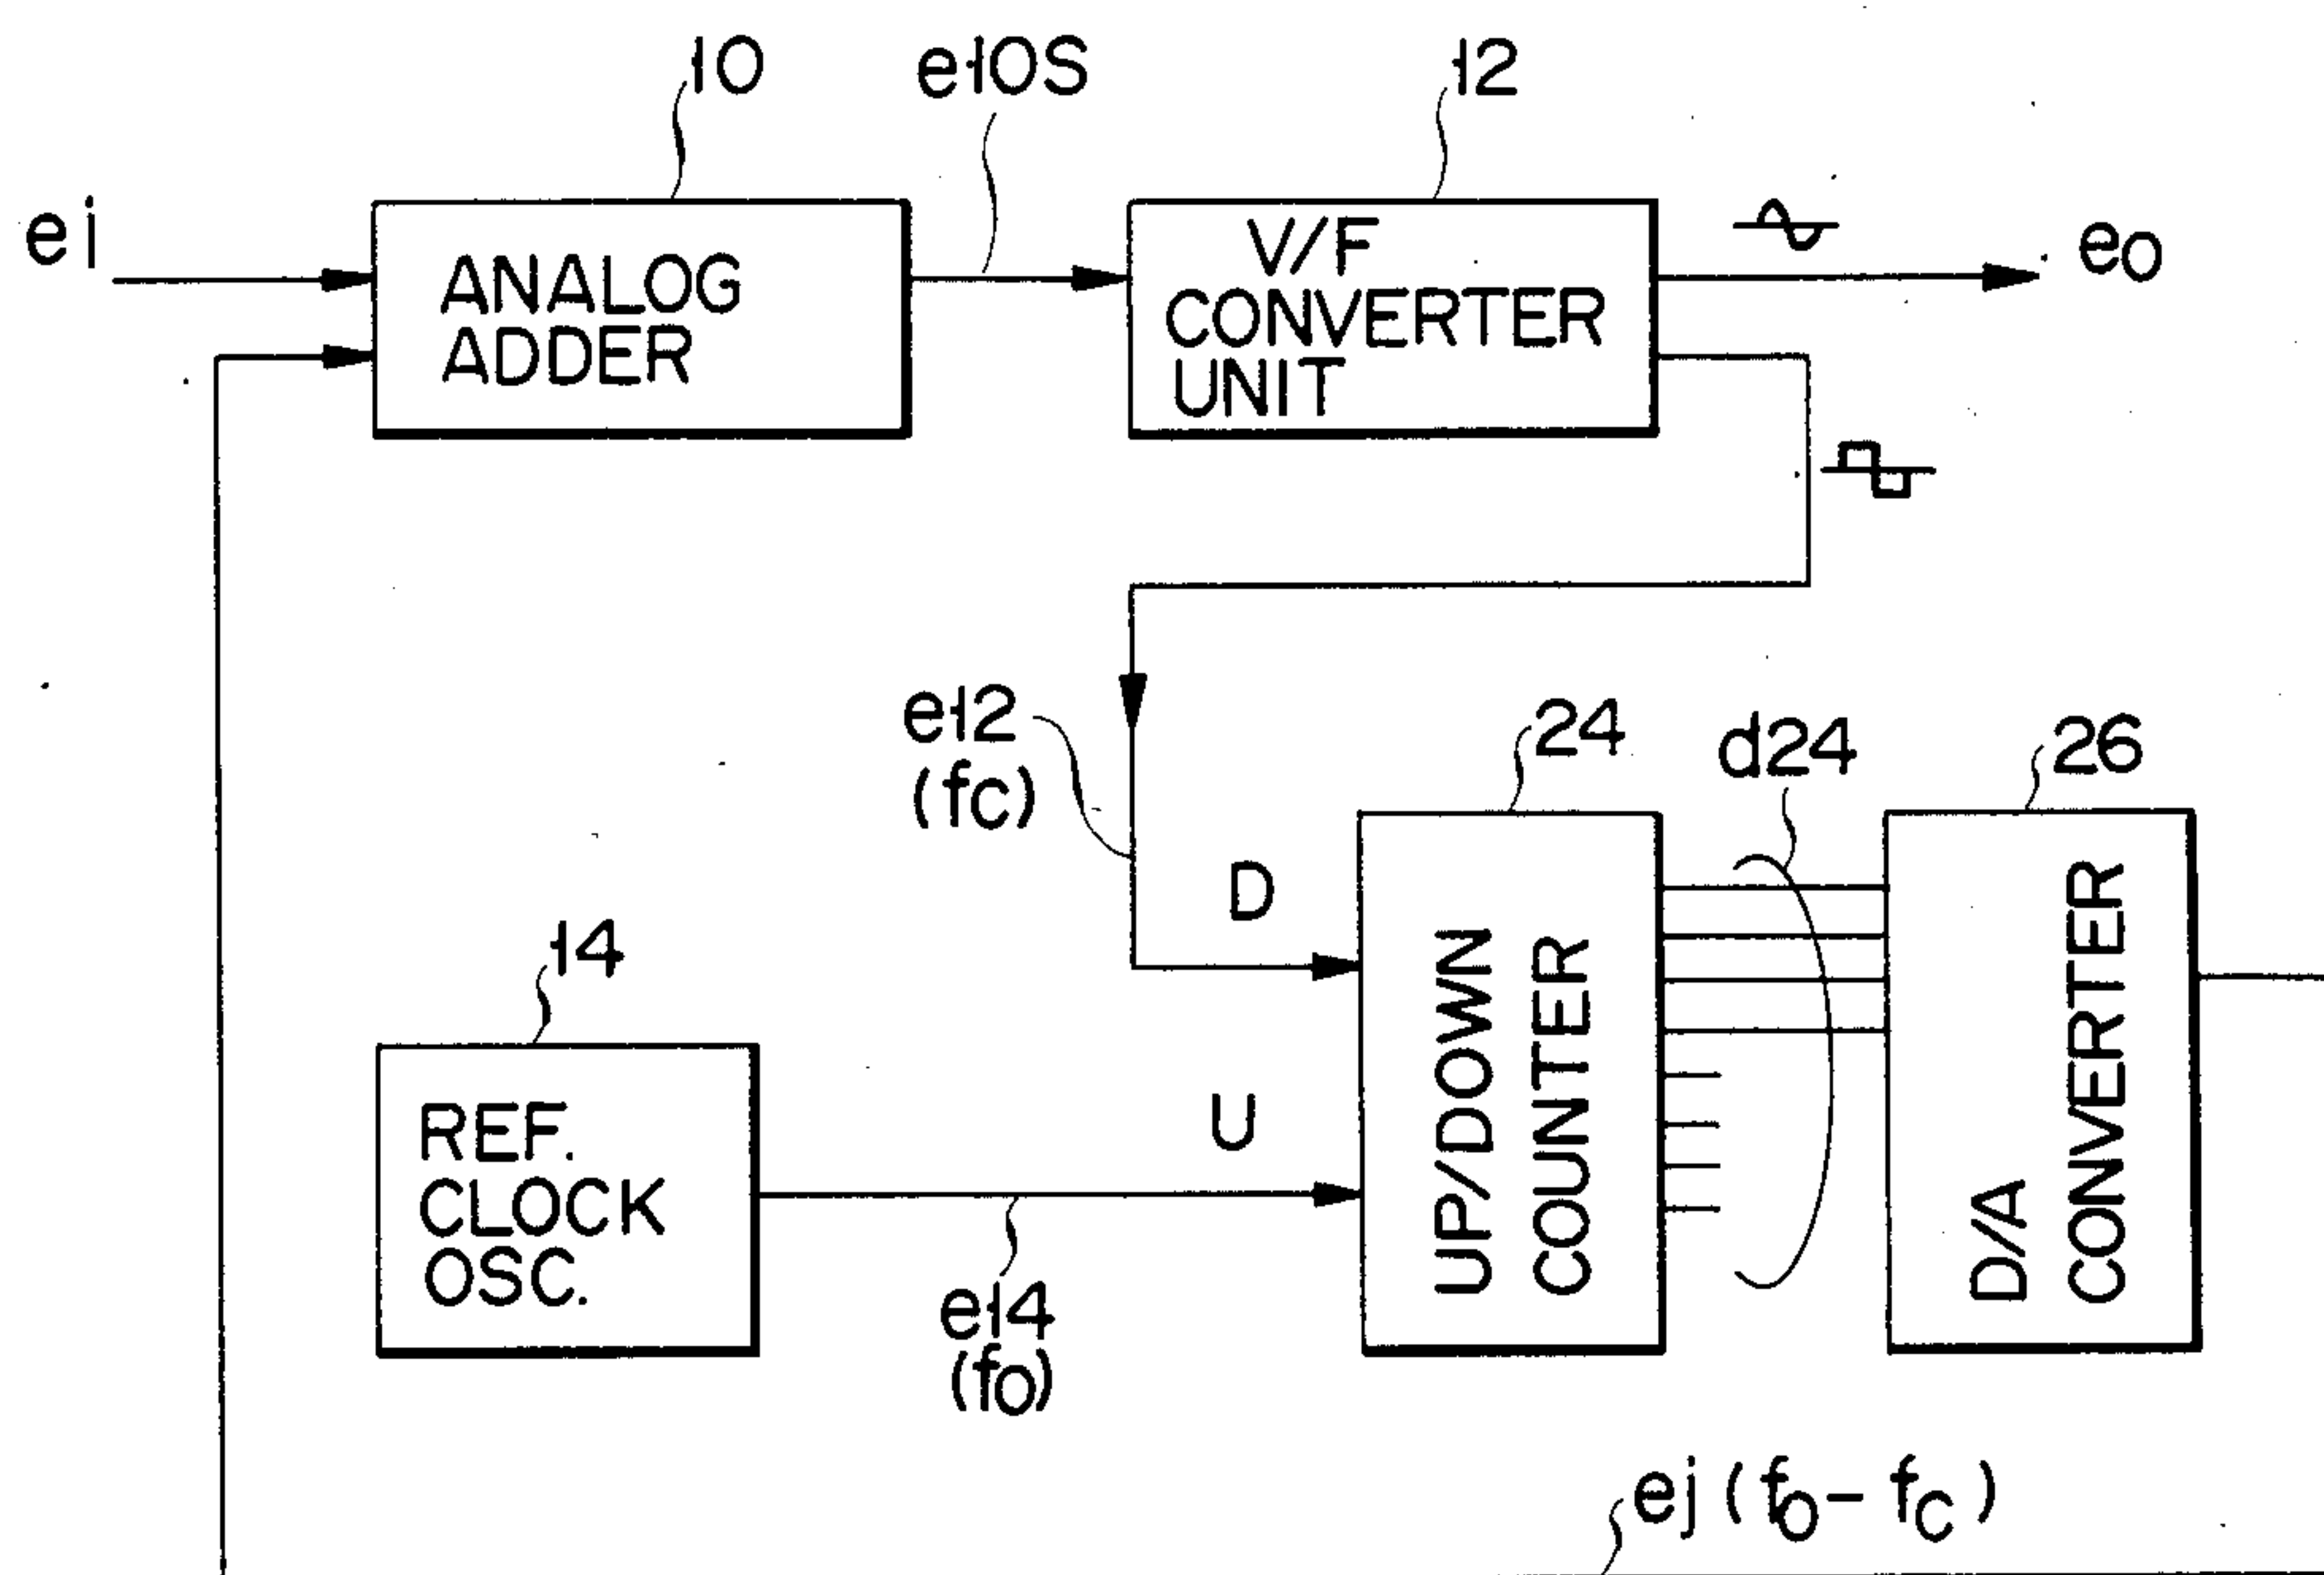 10
e10S
12
ei
ANALOG
ADDER
V/F
CONVERTER
UNIT
eo
e12
(fc)
24
d24
26
D
14
REF.
CLOCK
OSC.
U
e14
(fo)
UP/DOWN
COUNTER
D/A
CONVERTER
ej (fo - fc)